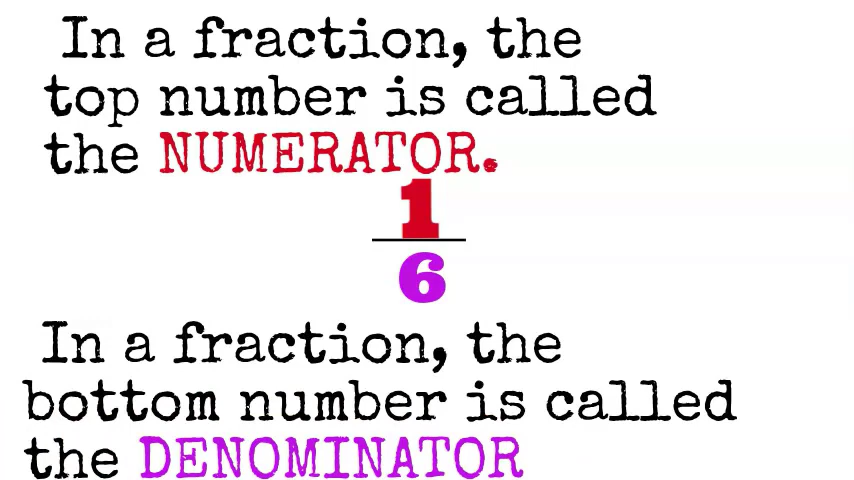 In a fraction, the
top number is called
the NUMERATOR.
1
6
In a fraction, the
bottom number is called
the DENOMINATOR